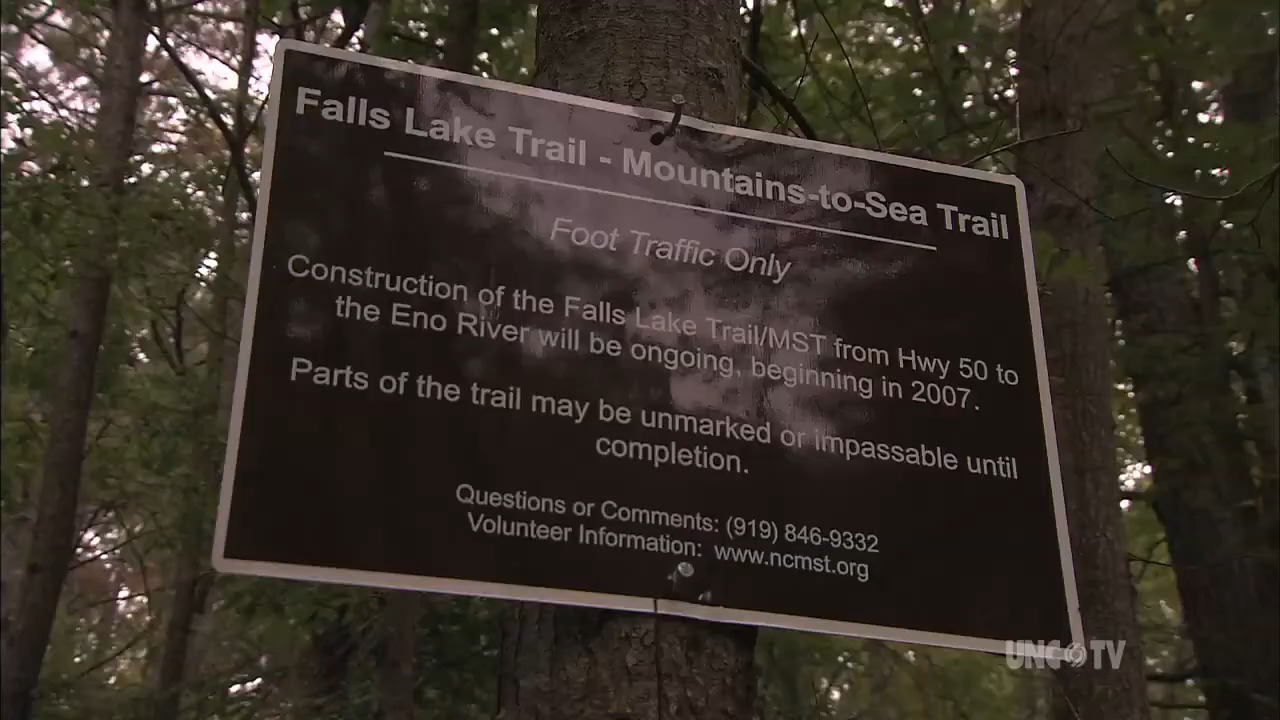 Falls Lake Trail - Mountains-to-Sea Trail
Foot Traffic Only
Construction of the Falls Lake Trail/MST from Hwy 50 to
the Eno River will be ongoing, beginning in 2007.
Parts of the trail may be unmarked or impassable until
completion.
Questions or Comments: (919) 846-9332
Volunteer Information: www.ncmst.org
UNC TV